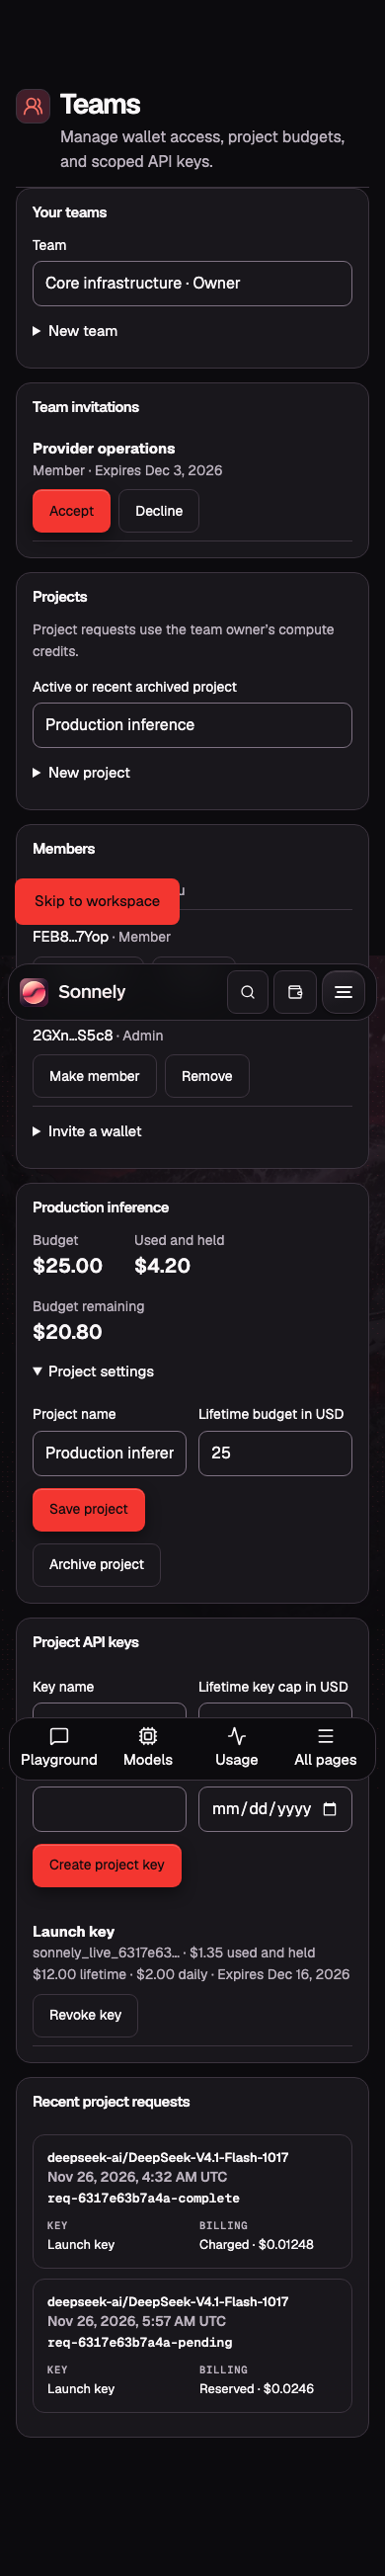 Teams
Manage wallet access, project budgets,
and scoped API keys.
Your teams
Team
Core infrastructure · Owner
New team
Team invitations
Provider operations
Member · Expires Dec 3, 2026
Accept
Decline
Projects
Project requests use the team owner's compute
credits.
Active or recent archived project
Production inference
New project
Members
Skip to workspace
FEB8...7Yop · Member
Sonnely
2GXn...S5c8 · Admin
Make member
Remove
Invite a wallet
Production inference
Budget
Used and held
$25.00
$4.20
Budget remaining
$20.80
Project settings
Project name
Lifetime budget in USD
Production inferer
25
Save project
Archive project
Project API keys
Key name
Lifetime key cap in USD
Playground
Models
Usage
All pages
mm/dd/yyyy
Create project key
Launch key
sonnely_live_6317e63... · $1.35 used and held
$12.00 lifetime · $2.00 daily · Expires Dec 16, 2026
Revoke key
Recent project requests
deepseek-ai/DeepSeek-V4.1-Flash-1017
Nov 26, 2026, 4:32 AM UTC
req-6317e63b7a4a-complete
KEY
BILLING
Launch key
Charged · $0.01248
deepseek-ai/DeepSeek-V4.1-Flash-1017
Nov 26, 2026, 5:57 AM UTC
req-6317e63b7a4a-pending
KEY
BILLING
Launch key
Reserved · $0.0246